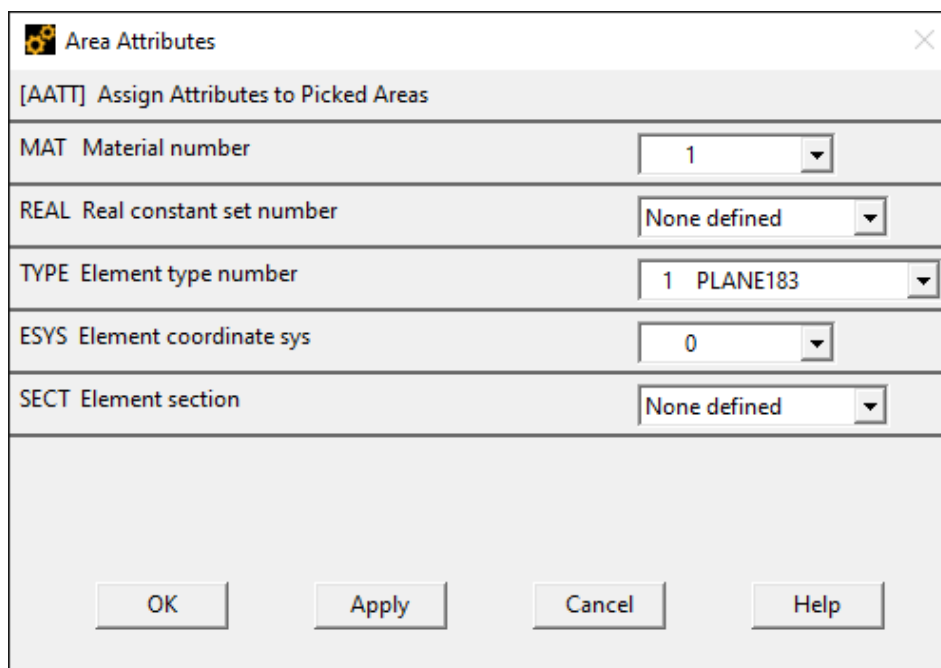 Area Attributes
[AATT] Assign Attributes to Picked Areas
MAT Material number 1
REAL Real constant set number None defined
TYPE Element type number 1 PLANE183
ESYS Element coordinate sys 0
SECT Element section None defined
OK Apply Cancel Help